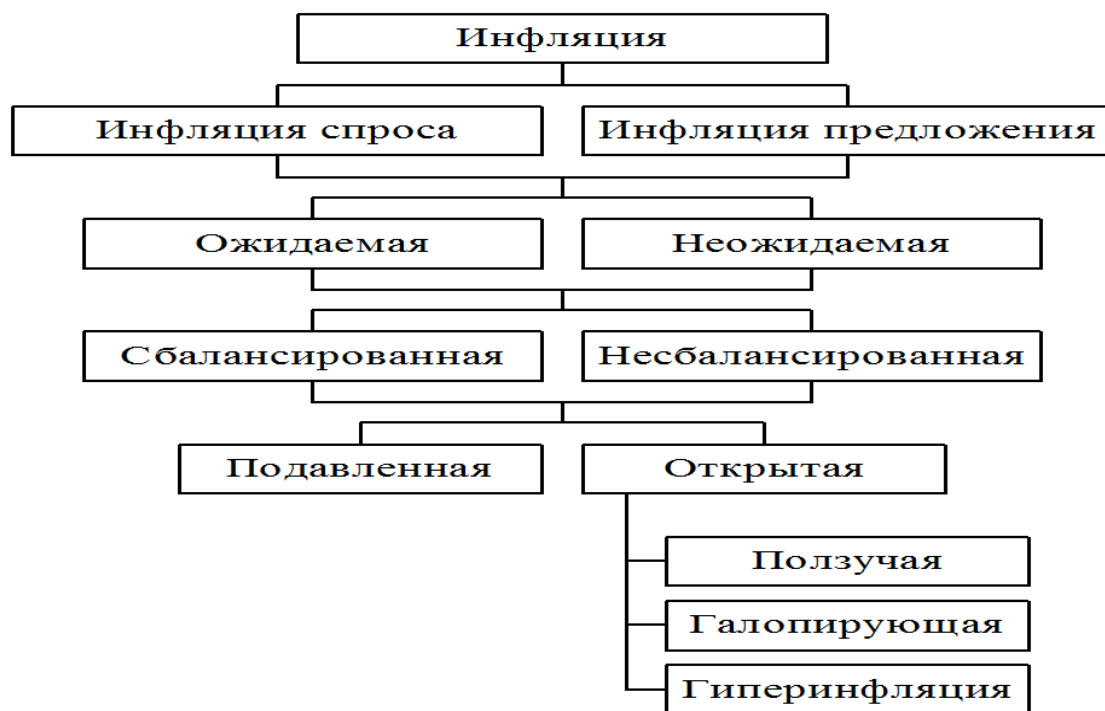 Инфляция
Инфляция спроса
Инфляция предложения
Ожидаемая
Неожидаемая
Сбалансированная
Несбалансированная
Подавленная
Открытая
Ползучая
Галопирующая
Гиперинфляция